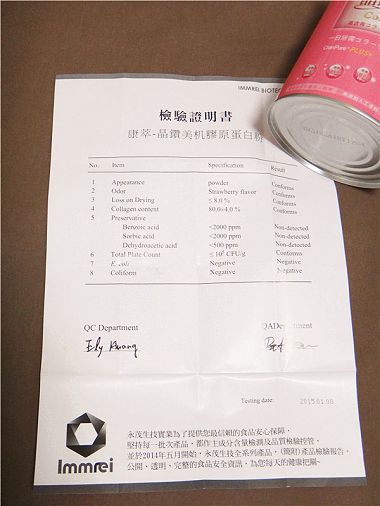 IMMREI BIOTEC
CanPure PLUS+
檢驗證明書
康萃-晶鑽美机膠原蛋白粉
No. Item Specification Result
1 Appearance powder Conforms
2 Odor Strawberry flavor Conforms
3 Loss on Drying ≤ 8.0 % Conforms
4 Collagen content 80.0±4.0 % Conforms
5 Preservative
Benzoic acid <2000 ppm Non-detected
Sorbic acid <2000 ppm Non-detected
Dehydroacetic acid <500 ppm Non-detected
6 Total Plate Count ≤ 10⁴ CFU/g Conforms
7 E. coli Negative Negative
8 Coliform Negative Negative
QC Department QADepartment
Testing date: 2015.01.08
永茂生技實業為了提供您最信賴的食品安心保障,
堅持每一批次產品, 都作主成分含量檢測及品質檢驗控管,
並於2014年五月開始, 永茂生技全系列產品, (簡附)產品檢驗報告,
公開、透明、完整的食品安全資訊, 為您每天的健康把關~
Immrei